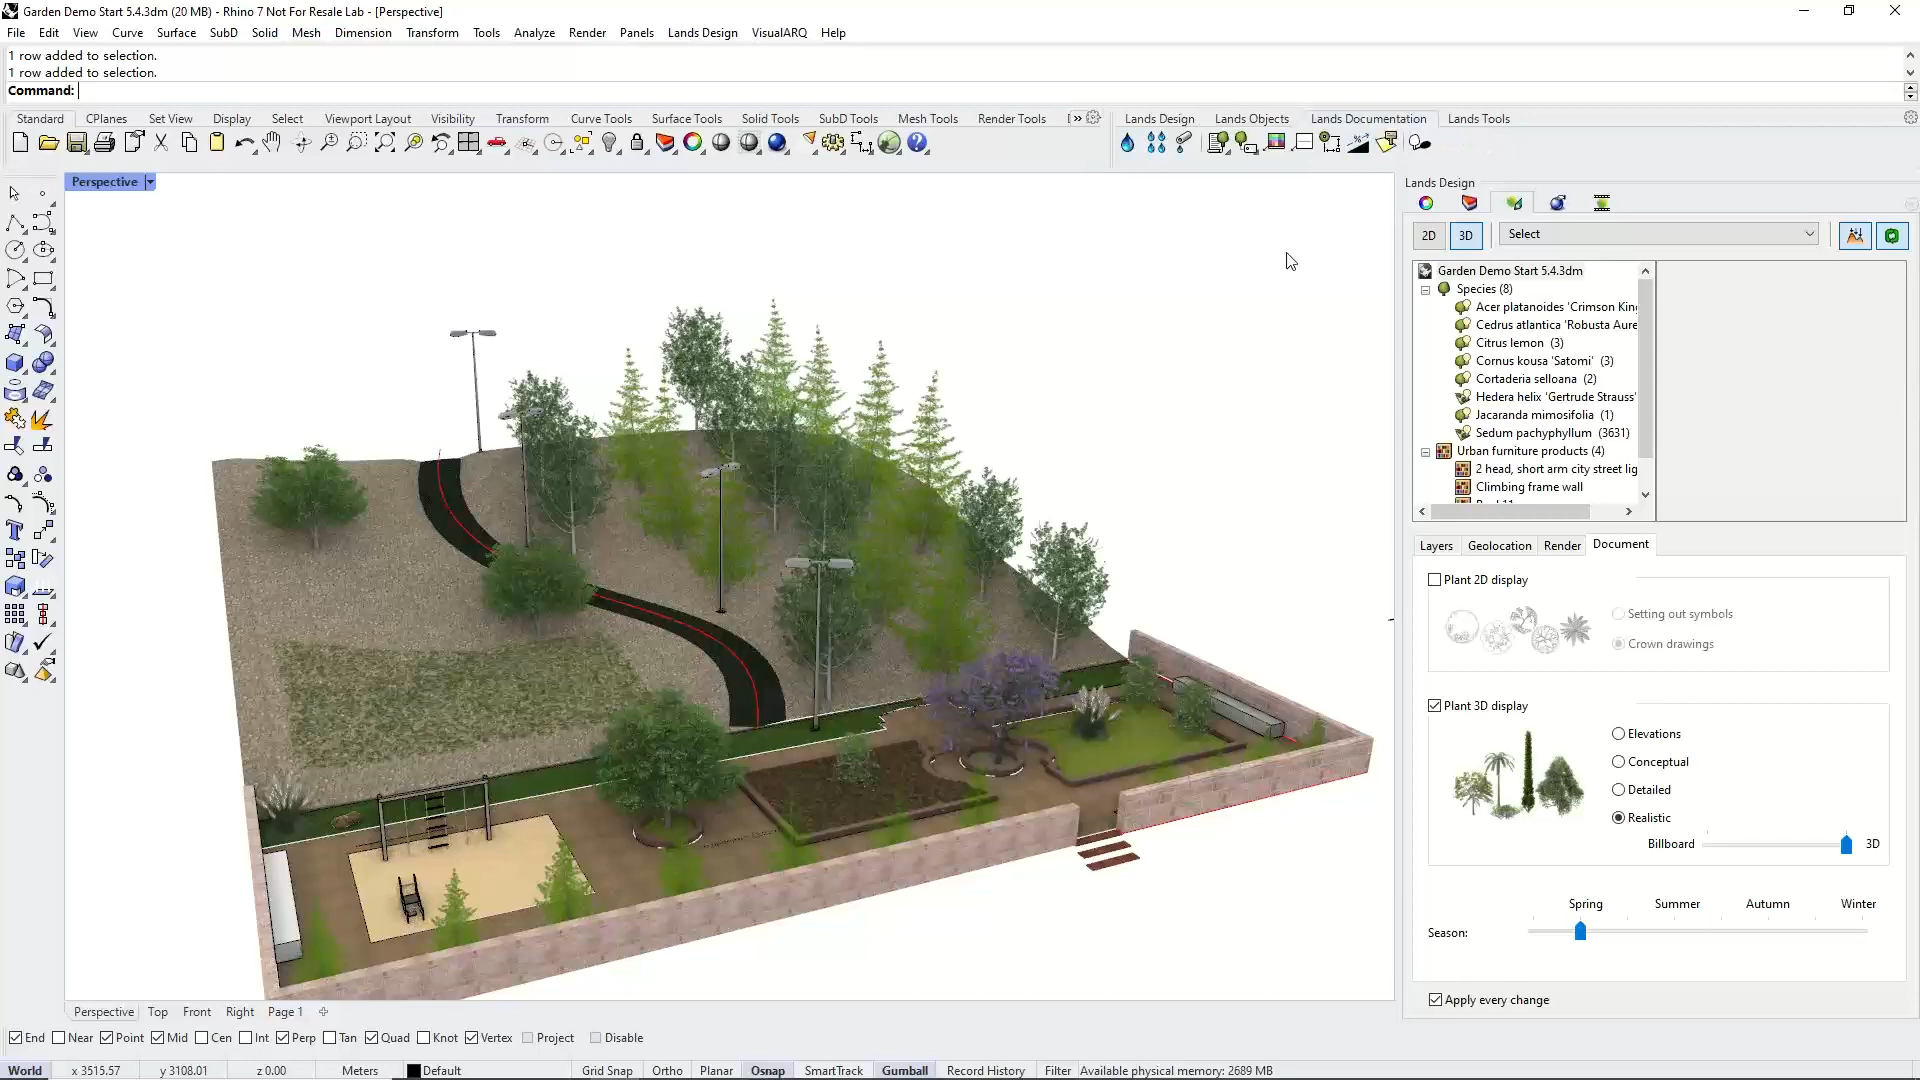 Garden Demo Start 5.4.3dm (20 MB) - Rhino 7 Not For Resale Lab - [Perspective]
File Edit View Curve Surface SubD Solid Mesh Dimension Transform Tools Analyze Render Panels Lands Design VisualARQ Help
1 row added to selection.
1 row added to selection.
Command:
Standard CPlanes Set View Display Select Viewport Layout Visibility Transform Curve Tools Surface Tools Solid Tools SubD Tools Mesh Tools Render Tools Lands Design Lands Objects Lands Documentation Lands Tools
Perspective
Lands Design
2D 3D Select
Garden Demo Start 5.4.3dm
Species (8)
Acer platanoides 'Crimson King
Cedrus atlantica 'Robusta Aure
Citrus lemon (3)
Cornus kousa 'Satomi' (3)
Cortaderia selloana (2)
Hedera helix 'Gertrude Strauss'
Jacaranda mimosifolia (1)
Sedum pachyphyllum (3631)
Urban furniture products (4)
2 head, short arm city street lig
Climbing frame wall
Layers Geolocation Render Document
Plant 2D display
Setting out symbols
Crown drawings
Plant 3D display
Elevations
Conceptual
Detailed
Realistic
Billboard 3D
Spring Summer Autumn Winter
Season:
Apply every change
Perspective Top Front Right Page 1
End Near Point Mid Cen Int Perp Tan Quad Knot Vertex Project Disable
World x 3515.57 y 3108.01 z 0.00 Meters Default Grid Snap Ortho Planar Osnap SmartTrack Gumball Record History Filter Available physical memory: 2689 MB